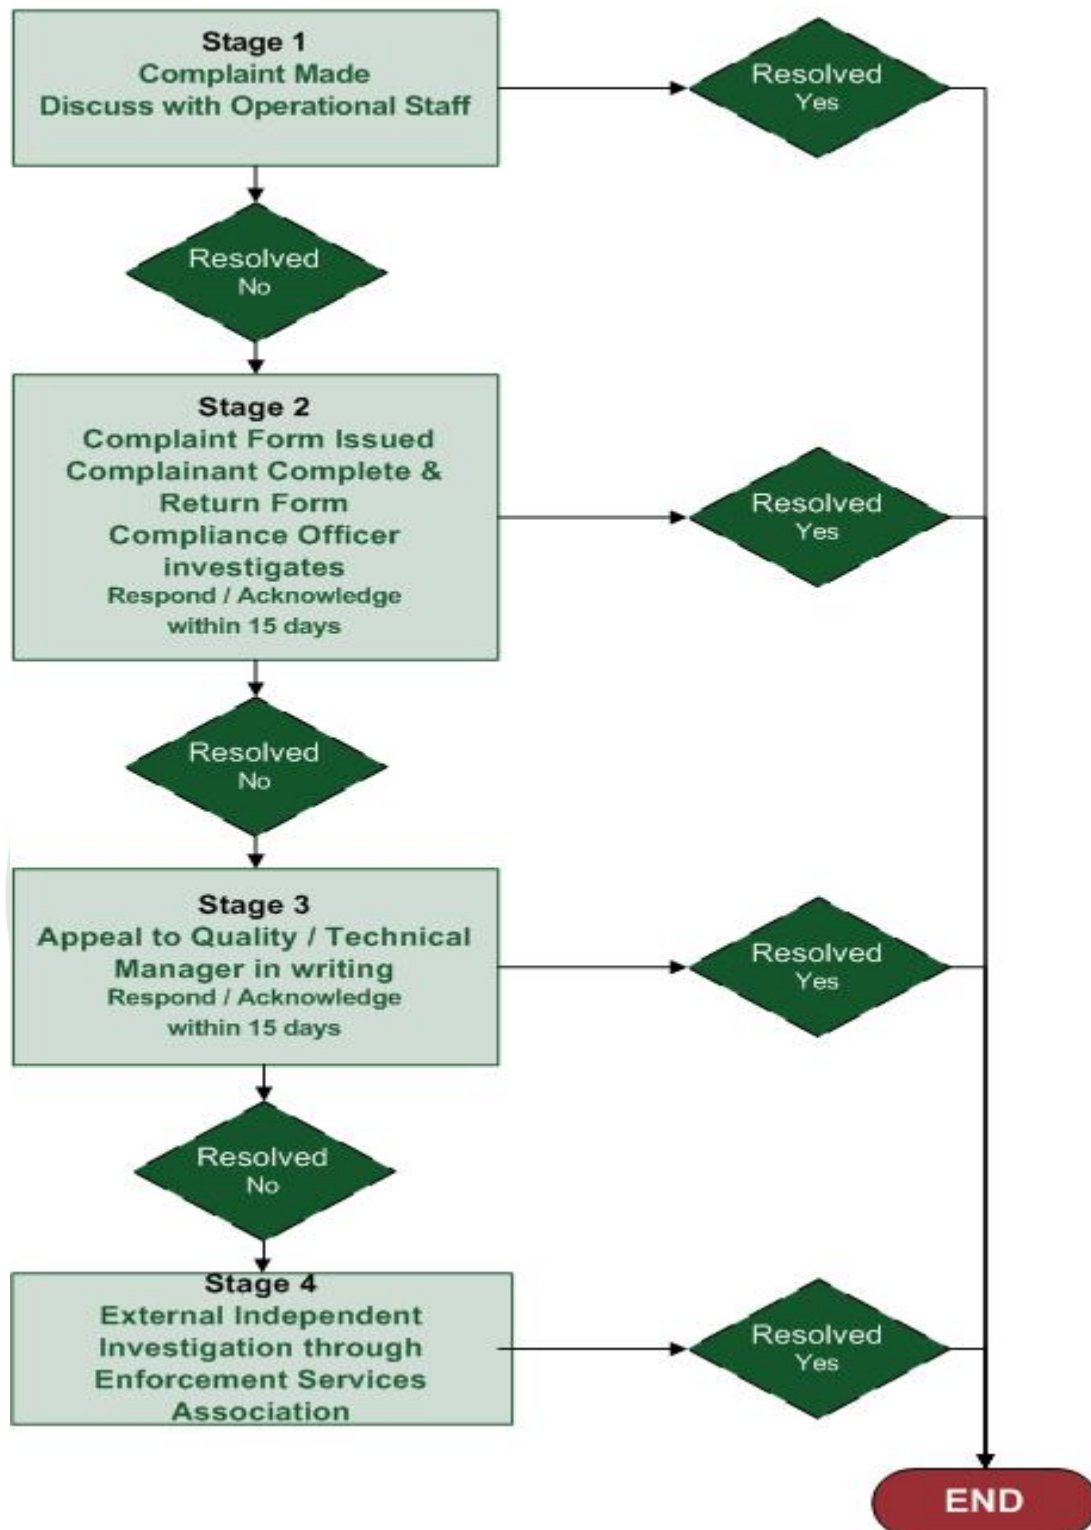 Stage 1
Complaint Made
Discuss with Operational Staff
Resolved
Yes
Resolved
No
Stage 2
Complaint Form Issued
Complainant Complete &
Return Form
Compliance Officer
investigates
Respond / Acknowledge
within 15 days
Resolved
Yes
Resolved
No
Stage 3
Appeal to Quality / Technical
Manager in writing
Respond / Acknowledge
within 15 days
Resolved
Yes
Resolved
No
Stage 4
External Independent
Investigation through
Enforcement Services
Association
Resolved
Yes
END